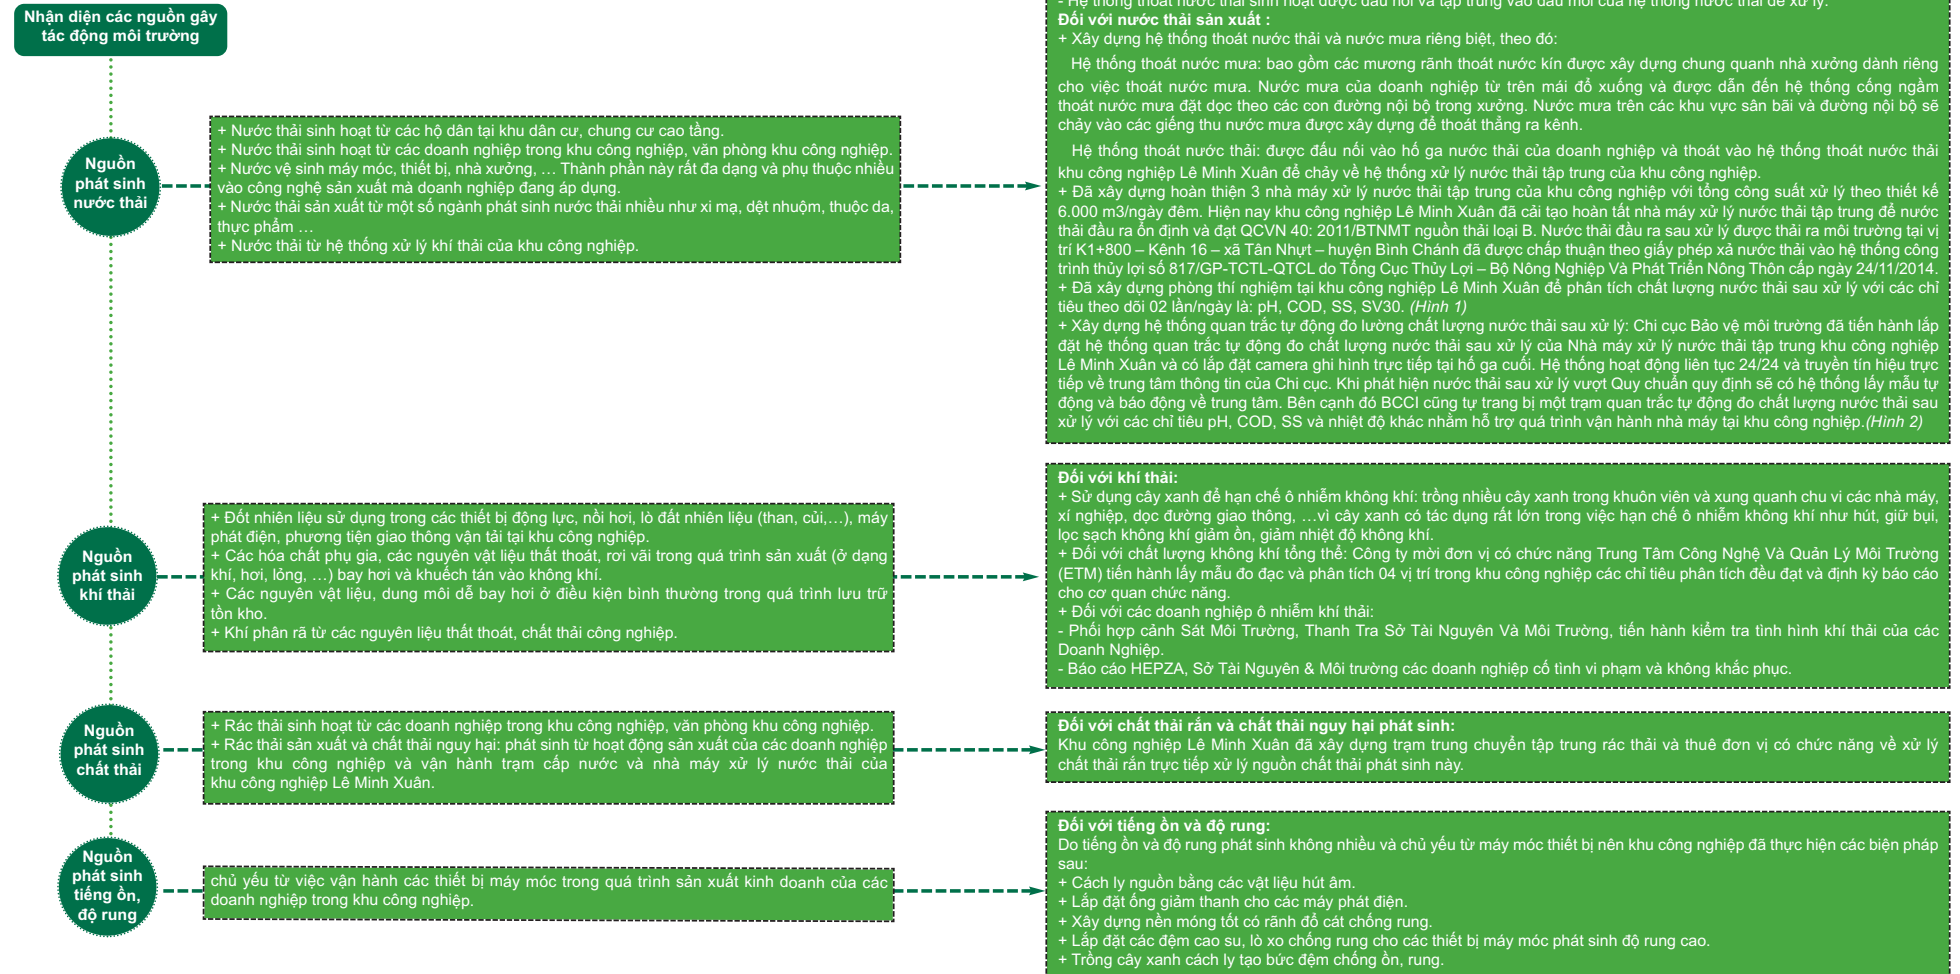 Nhận diện các nguồn gây
tác động môi trường
Nguồn
phát sinh
nước thải
+ Nước thải sinh hoạt từ các hộ dân tại khu dân cư, chung cư cao tầng.
+ Nước thải sinh hoạt từ các doanh nghiệp trong khu công nghiệp, văn phòng khu công nghiệp.
+ Nước vệ sinh máy móc, thiết bị, nhà xưởng, … Thành phần này rất đa dạng và phụ thuộc nhiều
vào công nghệ sản xuất mà doanh nghiệp đang áp dụng.
+ Nước thải sản xuất từ một số ngành phát sinh nước thải nhiều như xi mạ, dệt nhuộm, thuộc da,
thực phẩm …
+ Nước thải từ hệ thống xử lý khí thải của khu công nghiệp.
- Hệ thống thoát nước thải sinh hoạt được đấu nối và tập trung vào đầu mối của hệ thống nước thải để xử lý.
Đối với nước thải sản xuất :
+ Xây dựng hệ thống thoát nước thải và nước mưa riêng biệt, theo đó:
Hệ thống thoát nước mưa: bao gồm các mương rãnh thoát nước kín được xây dựng chung quanh nhà xưởng dành riêng
cho việc thoát nước mưa. Nước mưa của doanh nghiệp từ trên mái đổ xuống và được dẫn đến hệ thống cống ngầm
thoát nước mưa đặt dọc theo các con đường nội bộ trong xưởng. Nước mưa trên các khu vực sân bãi và đường nội bộ sẽ
chảy vào các giếng thu nước mưa được xây dựng để thoát thẳng ra kênh.
Hệ thống thoát nước thải: được đấu nối vào hố ga nước thải của doanh nghiệp và thoát vào hệ thống thoát nước thải
khu công nghiệp Lê Minh Xuân để chảy về hệ thống xử lý nước thải tập trung của khu công nghiệp.
+ Đã xây dựng hoàn thiện 3 nhà máy xử lý nước thải tập trung của khu công nghiệp với tổng công suất xử lý theo thiết kế
6.000 m3/ngày đêm. Hiện nay khu công nghiệp Lê Minh Xuân đã cải tạo hoàn tất nhà máy xử lý nước thải tập trung để nước
thải đầu ra ổn định và đạt QCVN 40: 2011/BTNMT nguồn thải loại B. Nước thải đầu ra sau xử lý được thải ra môi trường tại vị
trí K1+800 – Kênh 16 – xã Tân Nhựt – huyện Bình Chánh đã được chấp thuận theo giấy phép xả nước thải vào hệ thống công
trình thủy lợi số 817/GP-TCTL-QTCL do Tổng Cục Thủy Lợi – Bộ Nông Nghiệp Và Phát Triển Nông Thôn cấp ngày 24/11/2014.
+ Đã xây dựng phòng thí nghiệm tại khu công nghiệp Lê Minh Xuân để phân tích chất lượng nước thải sau xử lý với các chỉ
tiêu theo dõi 02 lần/ngày là: pH, COD, SS, SV30. (Hình 1)
+ Xây dựng hệ thống quan trắc tự động đo lường chất lượng nước thải sau xử lý: Chi cục Bảo vệ môi trường đã tiến hành lắp
đặt hệ thống quan trắc tự động đo chất lượng nước thải sau xử lý của Nhà máy xử lý nước thải tập trung khu công nghiệp
Lê Minh Xuân và có lắp đặt camera ghi hình trực tiếp tại hố ga cuối. Hệ thống hoạt động liên tục 24/24 và truyền tín hiệu trực
tiếp về trung tâm thông tin của Chi cục. Khi phát hiện nước thải sau xử lý vượt Quy chuẩn quy định sẽ có hệ thống lấy mẫu tự
động và báo động về trung tâm. Bên cạnh đó BCCI cũng tự trang bị một trạm quan trắc tự động đo chất lượng nước thải sau
xử lý với các chỉ tiêu pH, COD, SS và nhiệt độ khác nhằm hỗ trợ quá trình vận hành nhà máy tại khu công nghiệp.(Hình 2)
Nguồn
phát sinh
khí thải
+ Đốt nhiên liệu sử dụng trong các thiết bị động lực, nồi hơi, lò đất nhiên liệu (than, củi,…), máy
phát điện, phương tiện giao thông vận tải tại khu công nghiệp.
+ Các hóa chất phụ gia, các nguyên vật liệu thất thoát, rơi vãi trong quá trình sản xuất (ở dạng
khí, hơi, lỏng, …) bay hơi và khuếch tán vào không khí.
+ Các nguyên vật liệu, dung môi dễ bay hơi ở điều kiện bình thường trong quá trình lưu trữ
tồn kho.
+ Khí phân rã từ các nguyên liệu thất thoát, chất thải công nghiệp.
Đối với khí thải:
+ Sử dụng cây xanh để hạn chế ô nhiễm không khí: trồng nhiều cây xanh trong khuôn viên và xung quanh chu vi các nhà máy,
xí nghiệp, dọc đường giao thông, …vì cây xanh có tác dụng rất lớn trong việc hạn chế ô nhiễm không khí như hút, giữ bụi,
lọc sạch không khí giảm ồn, giảm nhiệt độ không khí.
+ Đối với chất lượng không khí tổng thể: Công ty mời đơn vị có chức năng Trung Tâm Công Nghệ Và Quản Lý Môi Trường
(ETM) tiến hành lấy mẫu đo đạc và phân tích 04 vị trí trong khu công nghiệp các chỉ tiêu phân tích đều đạt và định kỳ báo cáo
cho cơ quan chức năng.
+ Đối với các doanh nghiệp ô nhiễm khí thải:
- Phối hợp cảnh Sát Môi Trường, Thanh Tra Sở Tài Nguyên Và Môi Trường, tiến hành kiểm tra tình hình khí thải của các
Doanh Nghiệp.
- Báo cáo HEPZA, Sở Tài Nguyên & Môi trường các doanh nghiệp cố tình vi phạm và không khắc phục.
Nguồn
phát sinh
chất thải
+ Rác thải sinh hoạt từ các doanh nghiệp trong khu công nghiệp, văn phòng khu công nghiệp.
+ Rác thải sản xuất và chất thải nguy hại: phát sinh từ hoạt động sản xuất của các doanh nghiệp
trong khu công nghiệp và vận hành trạm cấp nước và nhà máy xử lý nước thải của
khu công nghiệp Lê Minh Xuân.
Đối với chất thải rắn và chất thải nguy hại phát sinh:
Khu công nghiệp Lê Minh Xuân đã xây dựng trạm trung chuyển tập trung rác thải và thuê đơn vị có chức năng về xử lý
chất thải rắn trực tiếp xử lý nguồn chất thải phát sinh này.
Nguồn
phát sinh
tiếng ồn,
độ rung
chủ yếu từ việc vận hành các thiết bị máy móc trong quá trình sản xuất kinh doanh của các
doanh nghiệp trong khu công nghiệp.
Đối với tiếng ồn và độ rung:
Do tiếng ồn và độ rung phát sinh không nhiều và chủ yếu từ máy móc thiết bị nên khu công nghiệp đã thực hiện các biện pháp
sau:
+ Cách ly nguồn bằng các vật liệu hút âm.
+ Lắp đặt ống giảm thanh cho các máy phát điện.
+ Xây dựng nền móng tốt có rãnh đổ cát chống rung.
+ Lắp đặt các đệm cao su, lò xo chống rung cho các thiết bị máy móc phát sinh độ rung cao.
+ Trồng cây xanh cách ly tạo bức đệm chống ồn, rung.